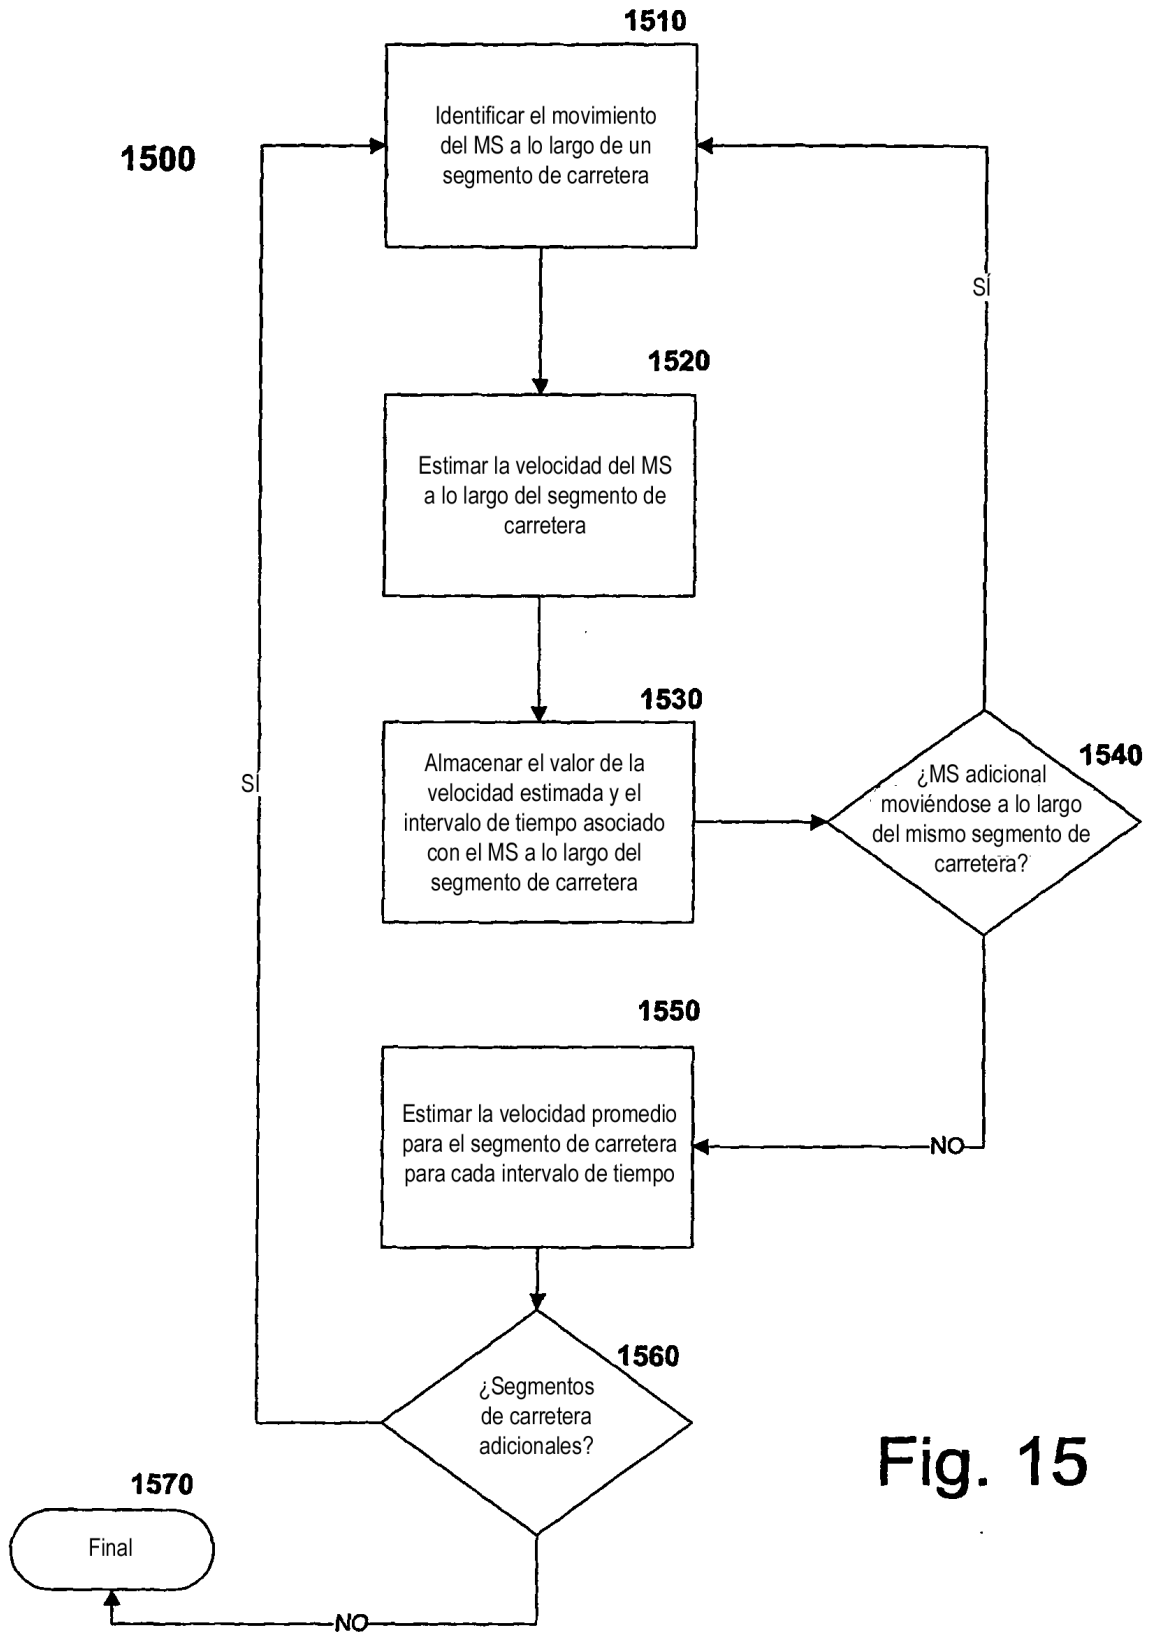 1510
Identificar el movimiento
del MS a lo largo de un
segmento de carretera
1500
SÍ
1520
Estimar la velocidad del MS
a lo largo del segmento de
carretera
1530
Almacenar el valor de la
velocidad estimada y el
intervalo de tiempo asociado
con el MS a lo largo del
segmento de carretera
1540
¿MS adicional
moviéndose a lo largo
del mismo segmento de
carretera?
SÍ
1550
Estimar la velocidad promedio
para el segmento de carretera
para cada intervalo de tiempo
NO
1560
¿Segmentos
de carretera
adicionales?
Fig. 15
1570
Final
NO